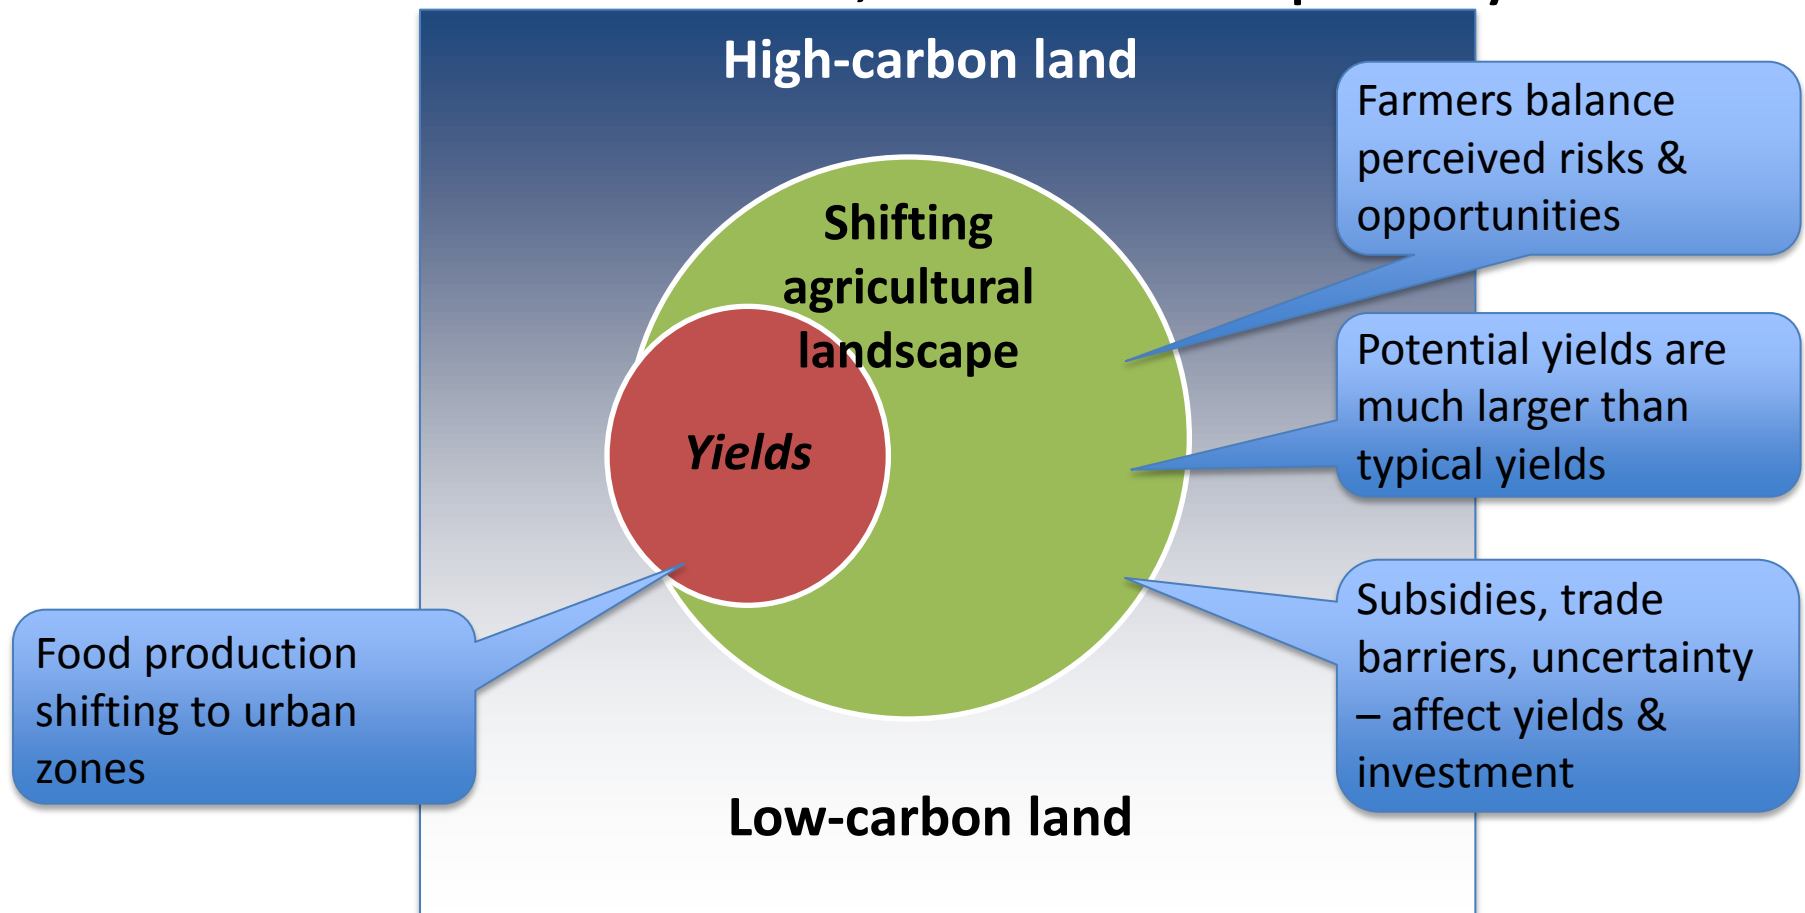 High-carbon land
Farmers balance
perceived risks &
opportunities
Shifting
agricultural
landscape
Potential yields are
much larger than
typical yields
Yields
Subsidies, trade
barriers, uncertainty
– affect yields &
investment
Food production
shifting to urban
zones
Low-carbon land